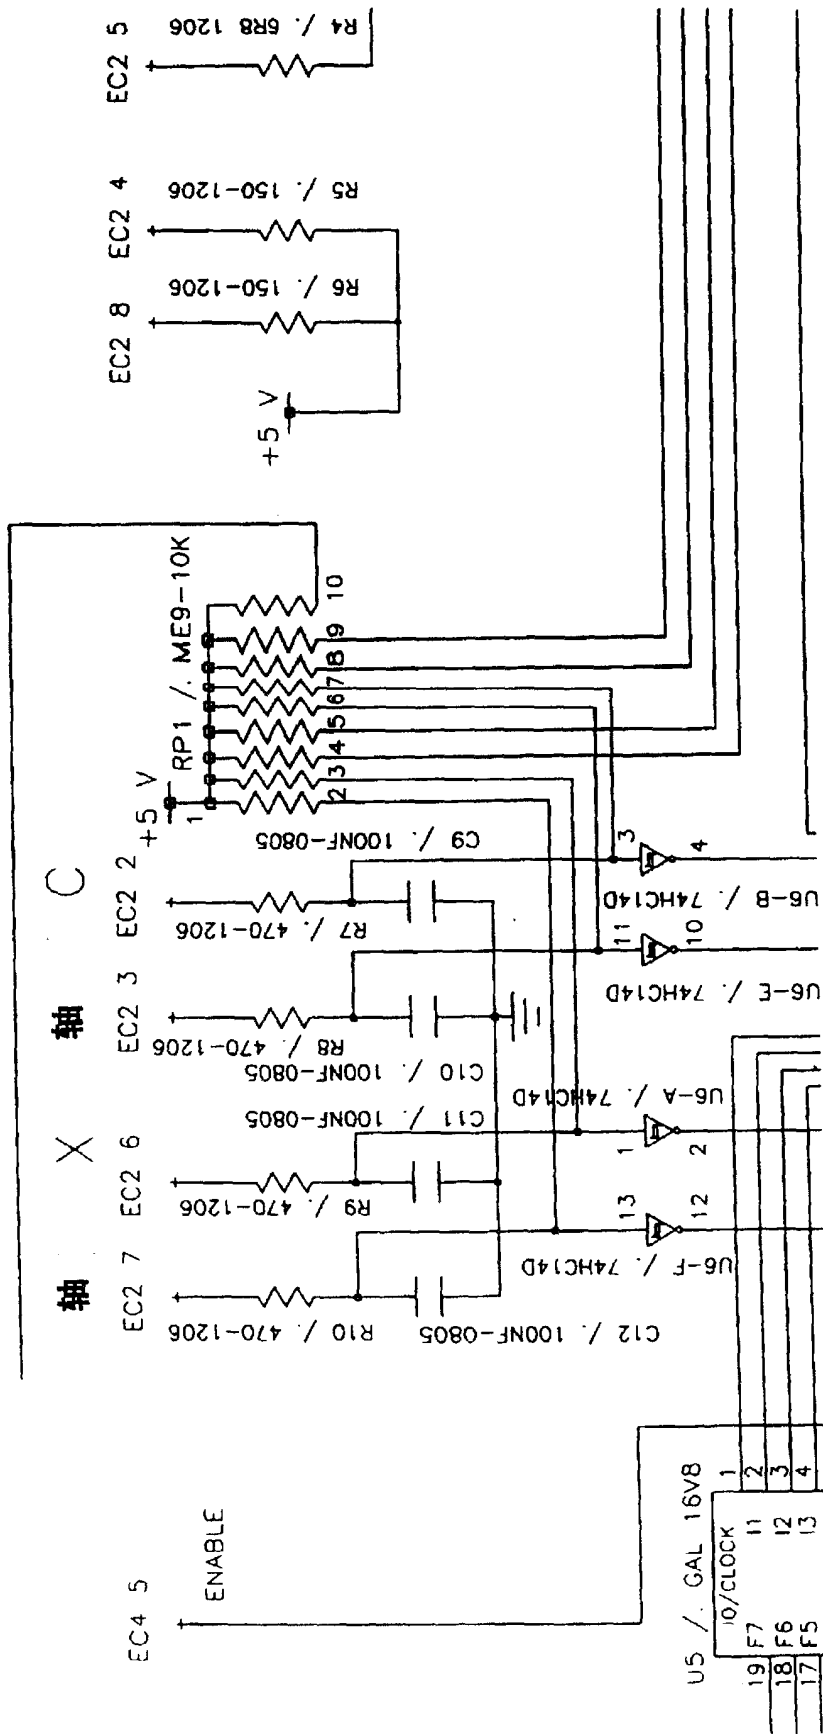 EC2 5
R4 /. 6R8 1206
EC2 4
R5 /. 150-1206
EC2 8
R6 /. 150-1206
+5 V
RP1 /. ME9-10K
10
9
8
7
6
5
4
3
2
1
+5 V
轴 C
EC2 2
R7 /. 470-1206
C9 /. 100NF-0805
3
4
U6-B /. 74HC14D
EC2 3
R8 /. 470-1206
C10 /. 100NF-0805
11
10
U6-E /. 74HC14D
轴 X
EC2 6
R9 /. 470-1206
C11 /. 100NF-0805
1
2
U6-A /. 74HC14D
EC2 7
R10 /. 470-1206
C12 /. 100NF-0805
13
12
U6-F /. 74HC14D
EC4 5
ENABLE
U5 /. GAL 16V8
IO/CLOCK
1
I1
2
I2
3
I3
4
19 F7
18 F6
17 F5